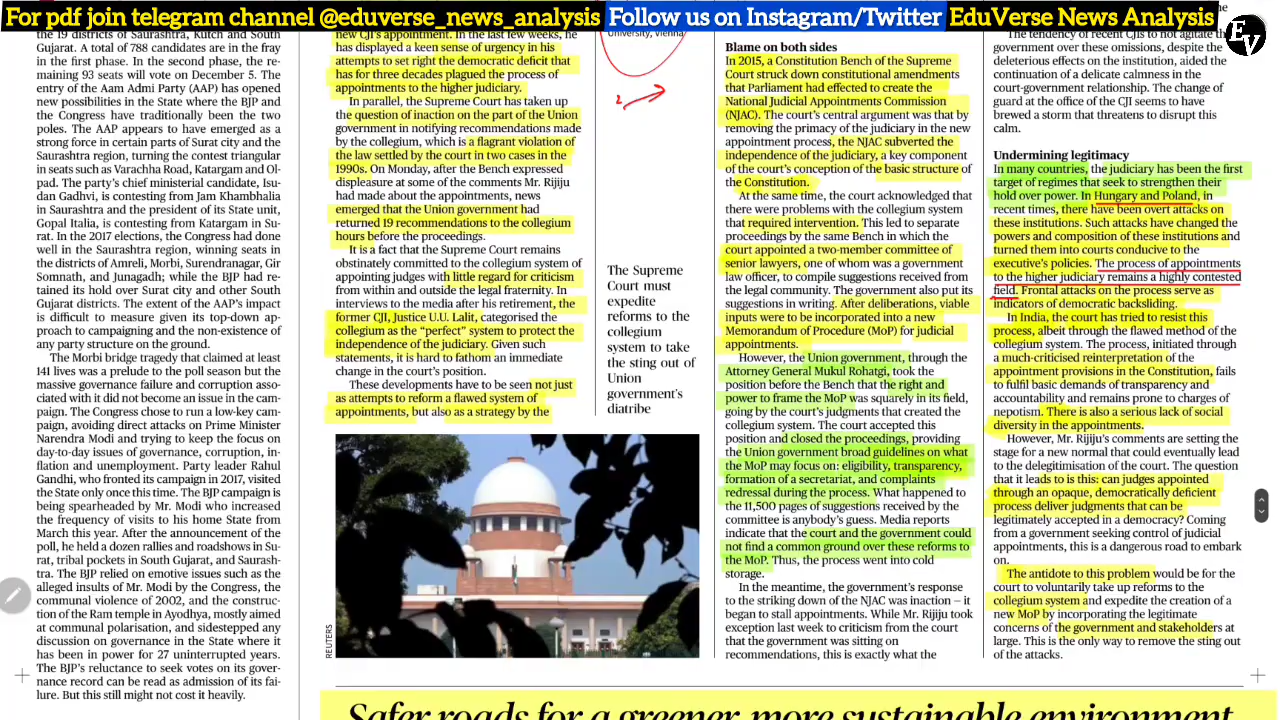 For pdf join telegram channel @eduverse_news_analysis Follow us on Instagram/Twitter EduVerse News Analysis
EV
the 19 districts of Saurashtra, Kutch and South
Gujarat. A total of 788 candidates are in the fray
in the first phase. In the second phase, the re-
maining 93 seats will vote on December 5. The
entry of the Aam Admi Party (AAP) has opened
new possibilities in the State where the BJP and
the Congress have traditionally been the two
poles. The AAP appears to have emerged as a
strong force in certain parts of Surat city and the
Saurashtra region, turning the contest triangular
in seats such as Varachha Road, Katargam and Ol-
pad. The party's chief ministerial candidate, Isu-
dan Gadhvi, is contesting from Jam Khambhalia
in Saurashtra and the president of its State unit,
Gopal Italia, is contesting from Katargam in Su-
rat. In the 2017 elections, the Congress had done
well in the Saurashtra region, winning seats in
the districts of Amreli, Morbi, Surendranagar, Gir
Somnath, and Junagadh; while the BJP had re-
tained its hold over Surat city and other South
Gujarat districts. The extent of the AAP's impact
is difficult to measure given its top-down ap-
proach to campaigning and the non-existence of
any party structure on the ground.
The Morbi bridge tragedy that claimed at least
141 lives was a prelude to the poll season but the
massive governance failure and corruption asso-
ciated with it did not become an issue in the cam-
paign. The Congress chose to run a low-key cam-
paign, avoiding direct attacks on Prime Minister
Narendra Modi and trying to keep the focus on
day-to-day issues of governance, corruption, in-
flation and unemployment. Party leader Rahul
Gandhi, who fronted its campaign in 2017, visited
the State only once this time. The BJP campaign is
being spearheaded by Mr. Modi who increased
the frequency of visits to his home State from
March this year. After the announcement of the
poll, he held a dozen rallies and roadshows in Su-
rat, tribal pockets in South Gujarat, and Saurash-
tra. The BJP relied on emotive issues such as the
alleged insults of Mr. Modi by the Congress, the
communal violence of 2002, and the construc-
tion of the Ram temple in Ayodhya, mostly aimed
at communal polarisation, and sidestepped any
discussion on governance in the State where it
has been in power for 27 uninterrupted years.
The BJP's reluctance to seek votes on its gover-
nance record can be read as admission of its fai-
lure. But this still might not cost it heavily.
new CJI's appointment. In the last few weeks, he
has displayed a keen sense of urgency in his
attempts to set right the democratic deficit that
has for three decades plagued the process of
appointments to the higher judiciary.
In parallel, the Supreme Court has taken up
the question of inaction on the part of the Union
government in notifying recommendations made
by the collegium, which is a flagrant violation of
the law settled by the court in two cases in the
1990s. On Monday, after the Bench expressed
displeasure at some of the comments Mr. Rijiju
had made about the appointments, news
emerged that the Union government had
returned 19 recommendations to the collegium
hours before the proceedings.
It is a fact that the Supreme Court remains
obstinately committed to the collegium system of
appointing judges with little regard for criticism
from within and outside the legal fraternity. In
interviews to the media after his retirement, the
former CJI, Justice U.U. Lalit, categorised the
collegium as the "perfect" system to protect the
independence of the judiciary. Given such
statements, it is hard to fathom an immediate
change in the court's position.
These developments have to be seen not just
as attempts to reform a flawed system of
appointments, but also as a strategy by the
REUTERS
University, Vienna
The Supreme
Court must
expedite
reforms to the
collegium
system to take
the sting out of
Union
government's
diatribe
Blame on both sides
In 2015, a Constitution Bench of the Supreme
Court struck down constitutional amendments
that Parliament had effected to create the
National Judicial Appointments Commission
(NJAC). The court's central argument was that by
removing the primacy of the judiciary in the new
appointment process, the NJAC subverted the
independence of the judiciary, a key component
of the court's conception of the basic structure of
the Constitution.
At the same time, the court acknowledged that
there were problems with the collegium system
that required intervention. This led to separate
proceedings by the same Bench in which the
court appointed a two-member committee of
senior lawyers, one of whom was a government
law officer, to compile suggestions received from
the legal community. The government also put its
suggestions in writing. After deliberations, viable
inputs were to be incorporated into a new
Memorandum of Procedure (MoP) for judicial
appointments.
However, the Union government, through the
Attorney General Mukul Rohatgi, took the
position before the Bench that the right and
power to frame the MoP was squarely in its field,
going by the court's judgments that created the
collegium system. The court accepted this
position and closed the proceedings, providing
the Union government broad guidelines on what
the MoP may focus on: eligibility, transparency,
formation of a secretariat, and complaints
redressal during the process. What happened to
the 11,500 pages of suggestions received by the
committee is anybody's guess. Media reports
indicate that the court and the government could
not find a common ground over these reforms to
the MoP. Thus, the process went into cold
storage.
In the meantime, the government's response
to the striking down of the NJAC was inaction — it
began to stall appointments. While Mr. Rijiju took
exception last week to criticism from the court
that the government was sitting on
recommendations, this is exactly what the
The tendency of recent CJIs to not agitate the
government over these omissions, despite the
deleterious effects on the institution, aided the
continuation of a delicate calmness in the
court-government relationship. The change of
guard at the office of the CJI seems to have
brewed a storm that threatens to disrupt this
calm.
Undermining legitimacy
In many countries, the judiciary has been the first
target of regimes that seek to strengthen their
hold over power. In Hungary and Poland, in
recent times, there have been overt attacks on
these institutions. Such attacks have changed the
powers and composition of these institutions and
turned them into courts conducive to the
executive's policies. The process of appointments
to the higher judiciary remains a highly contested
field. Frontal attacks on the process serve as
indicators of democratic backsliding.
In India, the court has tried to resist this
process, albeit through the flawed method of the
collegium system. The process, initiated through
a much-criticised reinterpretation of the
appointment provisions in the Constitution, fails
to fulfil basic demands of transparency and
accountability and remains prone to charges of
nepotism. There is also a serious lack of social
diversity in the appointments.
However, Mr. Rijiju's comments are setting the
stage for a new normal that could eventually lead
to the delegitimisation of the court. The question
that it leads to is this: can judges appointed
through an opaque, democratically deficient
process deliver judgments that can be
legitimately accepted in a democracy? Coming
from a government seeking control of judicial
appointments, this is a dangerous road to embark
on.
The antidote to this problem would be for the
court to voluntarily take up reforms to the
collegium system and expedite the creation of a
new MoP by incorporating the legitimate
concerns of the government and stakeholders at
large. This is the only way to remove the sting out
of the attacks.
Safer roads for a greener, more sustainable environment